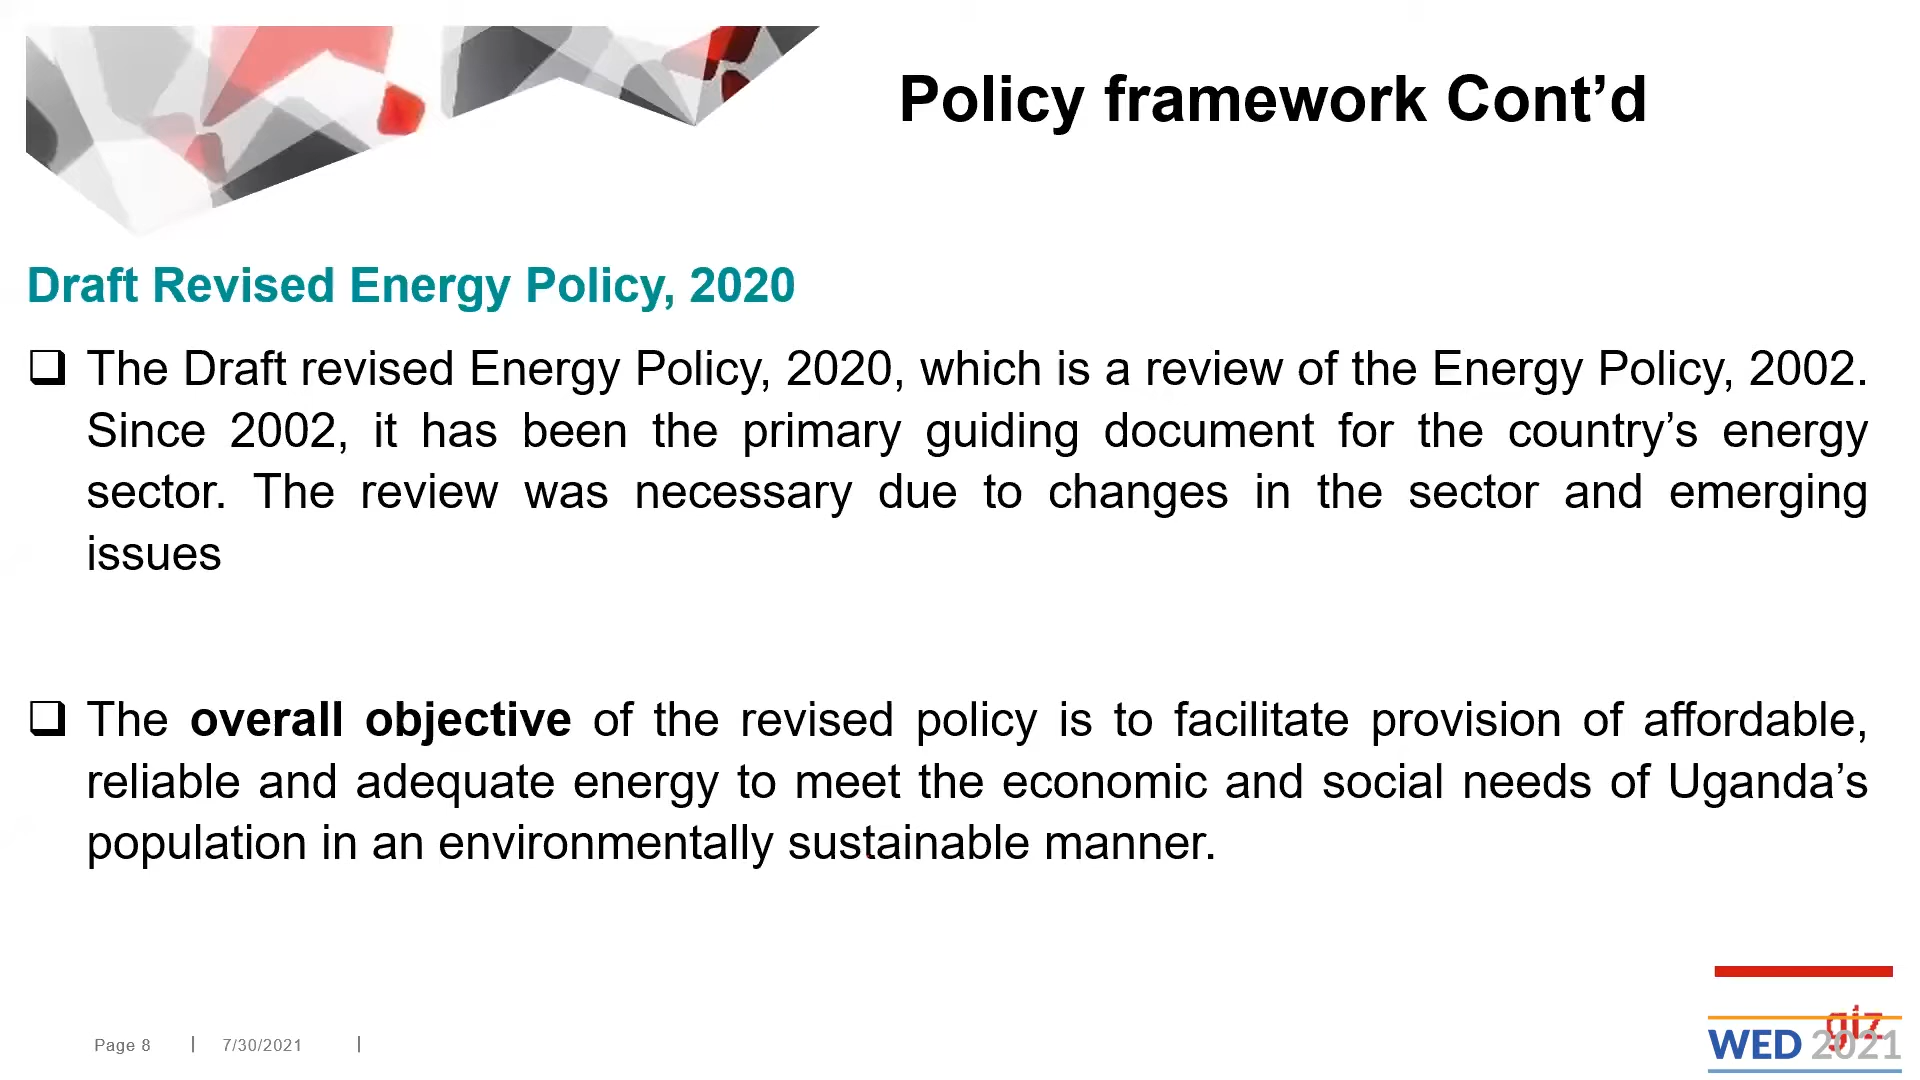 Policy framework Cont’d
Draft Revised Energy Policy, 2020
❑ The Draft revised Energy Policy, 2020, which is a review of the Energy Policy, 2002.
Since 2002, it has been the primary guiding document for the country’s energy
sector. The review was necessary due to changes in the sector and emerging
issues
❑ The overall objective of the revised policy is to facilitate provision of affordable,
reliable and adequate energy to meet the economic and social needs of Uganda’s
population in an environmentally sustainable manner.
giz
Page 8 | 7/30/2021 |
WED 2021